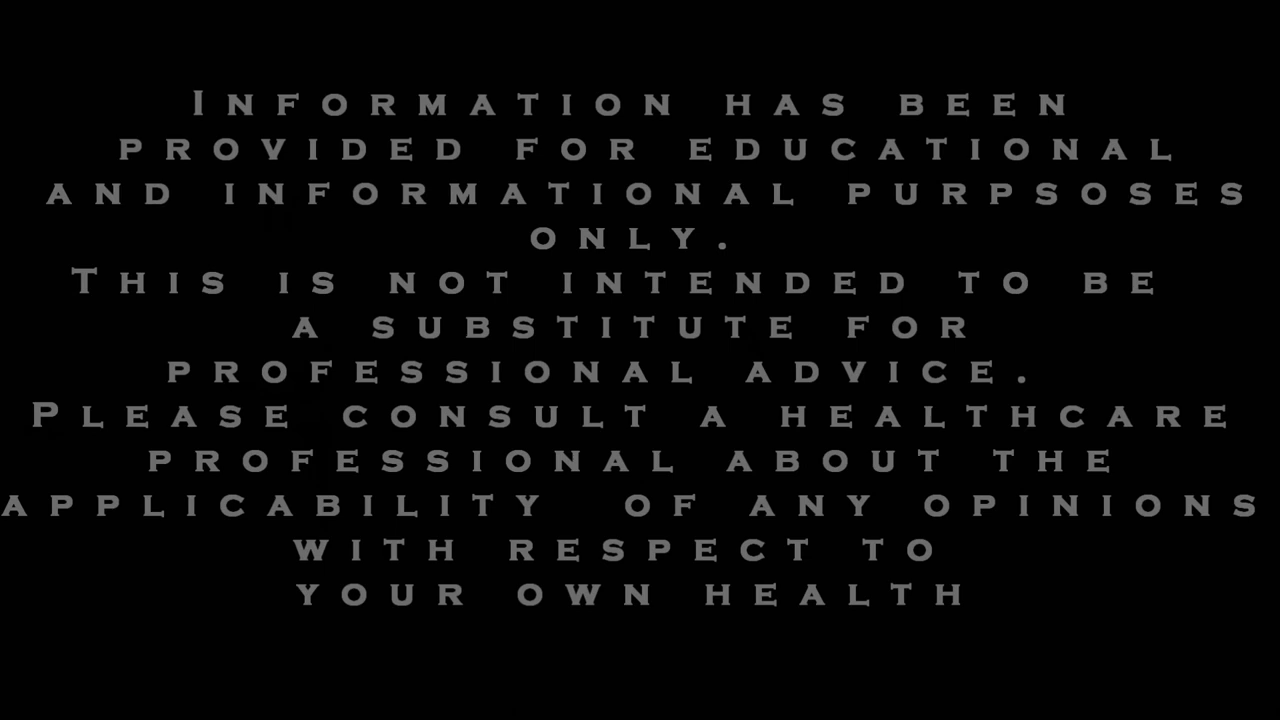 Information has been
provided for educational
and informational purpsoses
only.
This is not intended to be
a substitute for
professional advice.
Please consult a healthcare
professional about the
applicability of any opinions
with respect to
your own health